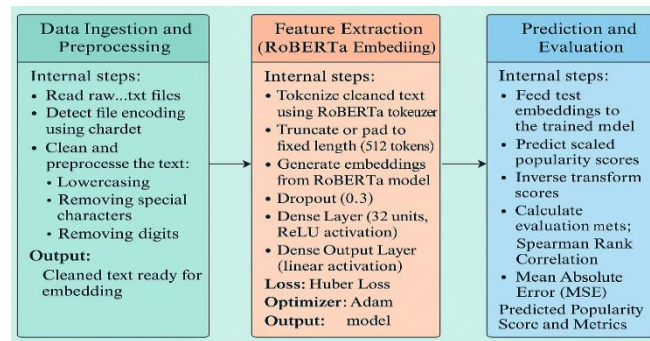 Data Ingestion and
Preprocessing
Internal steps:
• Read raw...txt files
• Detect file encoding
using chardet
• Clean and
preprocesse the text:
• Lowercasing
• Removing special
characters
• Removing digits
Output:
Cleaned text ready for
embedding
Feature Extraction
(RoBERTa Embediing)
Internal steps:
• Tokenize cleaned text
using RoBERTa tokeuzer
• Truncate or pad to
fixed length (512 tokens)
• Generate embeddings
from RoBERTa model
• Dropout (0.3)
• Dense Layer (32 units,
ReLU activation)
• Dense Output Layer
(linear activation)
Loss: Huber Loss
Optimizer: Adam
Output: model
Prediction and
Evaluation
Internal steps:
• Feed test
embeddings to
the trained mdel
• Predict scaled
popularity scores
• Inverse transform
scores
• Calculate
evaluation mets;
Spearman Rank
Correlation
• Mean Absolute
Error (MSE)
Predicted Popularity
Score and Metrics